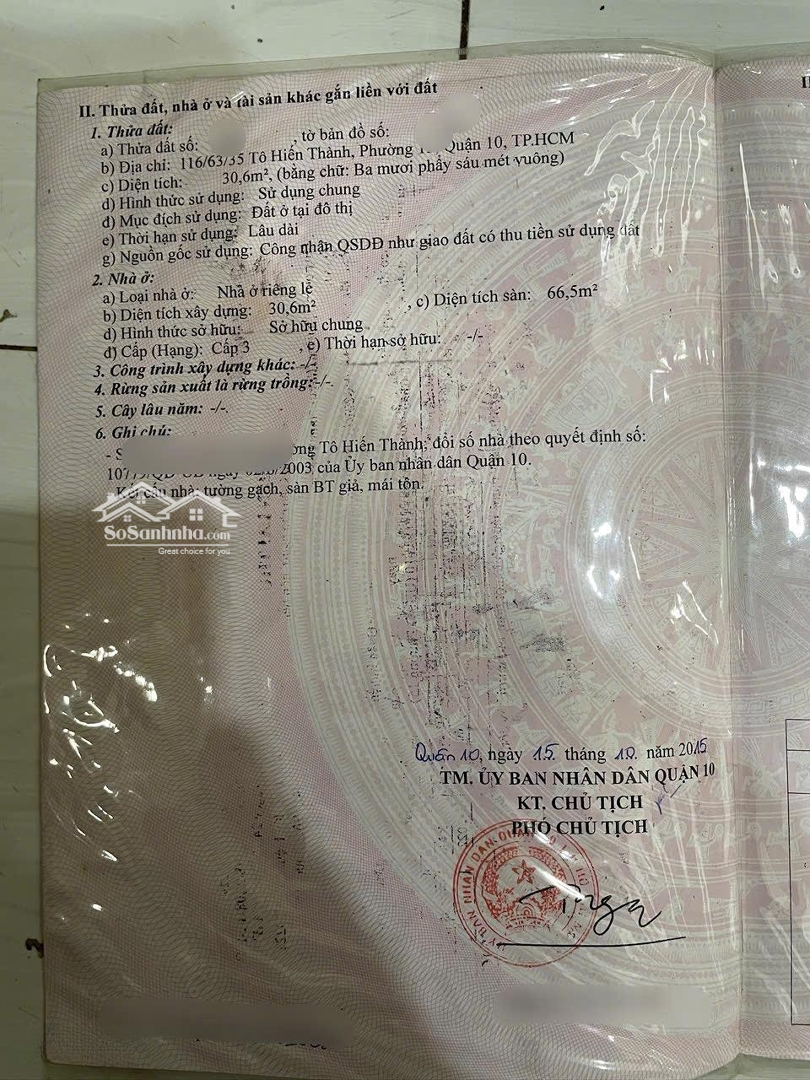 II. Thửa đất, nhà ở và tài sản khác gắn liền với đất
1. Thửa đất:
a) Thửa đất số: , tờ bản đồ số:
b) Địa chỉ: 116/63/35 Tô Hiến Thành, Phường Quận 10, TP.HCM
c) Diện tích: 30,6m², (bằng chữ: Ba mươi phẩy sáu mét vuông)
d) Hình thức sử dụng: Sử dụng chung
đ) Mục đích sử dụng: Đất ở tại đô thị
e) Thời hạn sử dụng: Lâu dài
g) Nguồn gốc sử dụng: Công nhận QSDĐ như giao đất có thu tiền sử dụng đất
2. Nhà ở:
a) Loại nhà ở: Nhà ở riêng lẻ
b) Diện tích xây dựng: 30,6m² , c) Diện tích sàn: 66,5m²
d) Hình thức sở hữu: Sở hữu chung
đ) Cấp (Hạng): Cấp 3 , e) Thời hạn sở hữu: -/-
3. Công trình xây dựng khác: -/-
4. Rừng sản xuất là rừng trồng: -/-.
5. Cây lâu năm: -/-.
6. Ghi chú:
Tô Hiến Thành; đổi số nhà theo quyết định số:
ngày 2003 của Ủy ban nhân dân Quận 10.
Kết cấu nhà: tường gạch, sàn BT giả, mái tôn.
SoSanhnha.com
Great choice for you
Quận 10, ngày 15 tháng 10 năm 2015
TM. ỦY BAN NHÂN DÂN QUẬN 10
KT. CHỦ TỊCH
PHÓ CHỦ TỊCH